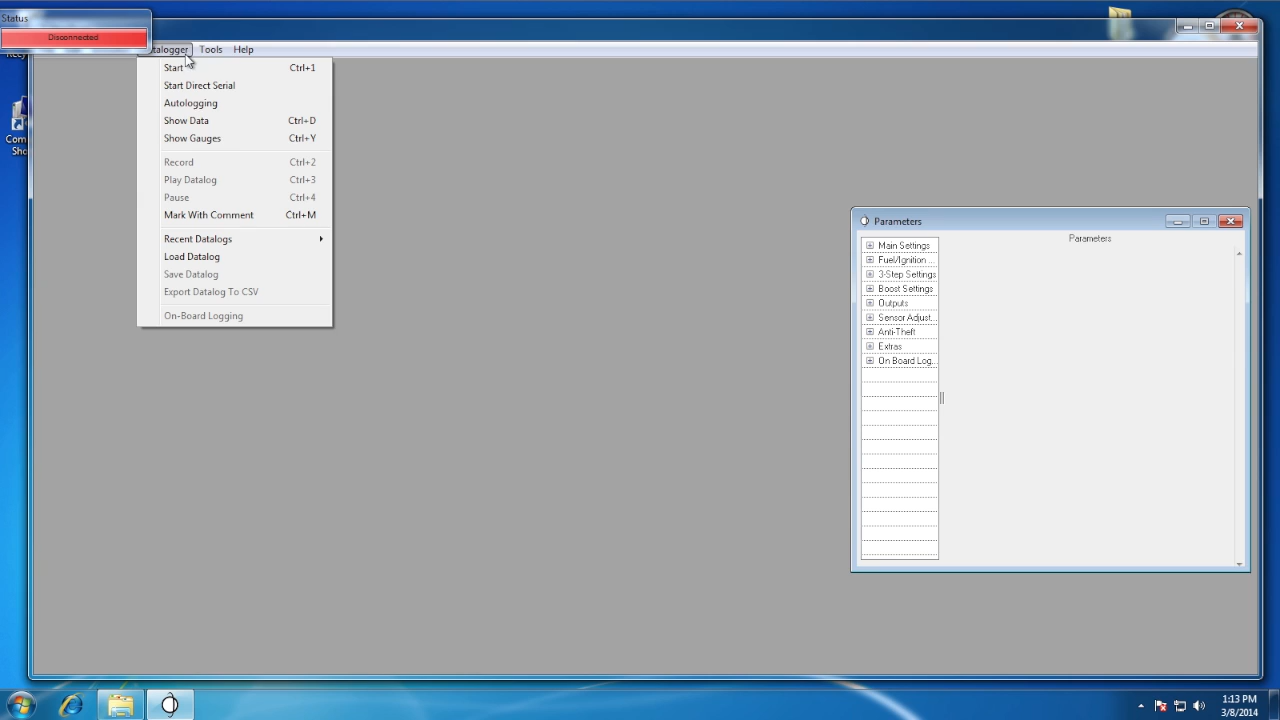 Status
Disconnected
talogger Tools Help
Start Ctrl+1
Start Direct Serial
Autologging
Show Data Ctrl+D
Show Gauges Ctrl+Y
Record Ctrl+2
Play Datalog Ctrl+3
Pause Ctrl+4
Mark With Comment Ctrl+M
Recent Datalogs
Load Datalog
Save Datalog
Export Datalog To CSV
On-Board Logging
Com
Sho
Parameters
Parameters
Main Settings
Fuel/Ignition ...
3-Step Settings
Boost Settings
Outputs
Sensor Adjust...
Anti-Theft
Extras
On Board Log...
1:13 PM
3/8/2014